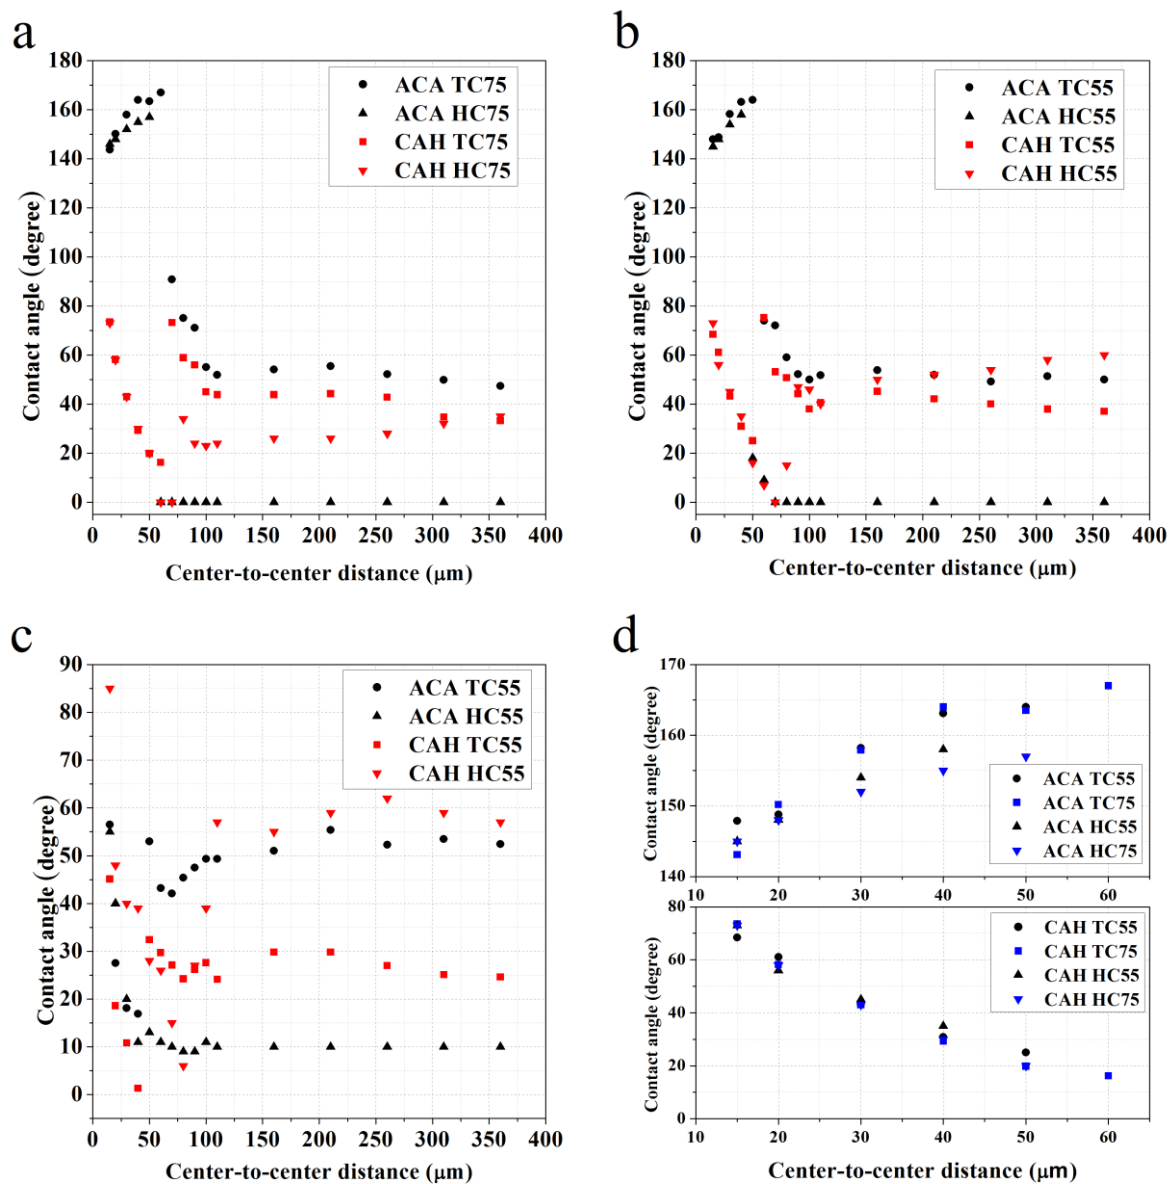 a
180
160
140
120
100
80
60
40
20
0
Contact angle (degree)
ACA TC75
ACA HC75
CAH TC75
CAH HC75
0 50 100 150 200 250 300 350 400
Center-to-center distance (μm)
b
180
160
140
120
100
80
60
40
20
0
Contact angle (degree)
ACA TC55
ACA HC55
CAH TC55
CAH HC55
0 50 100 150 200 250 300 350 400
Center-to-center distance (μm)
c
90
80
70
60
50
40
30
20
10
0
Contact angle (degree)
ACA TC55
ACA HC55
CAH TC55
CAH HC55
0 50 100 150 200 250 300 350 400
Center-to-center distance (μm)
d
170
160
150
140
Contact angle (degree)
ACA TC55
ACA TC75
ACA HC55
ACA HC75
10 20 30 40 50 60
80
60
40
20
0
Contact angle (degree)
CAH TC55
CAH TC75
CAH HC55
CAH HC75
10 20 30 40 50 60
Center-to-center distance (μm)